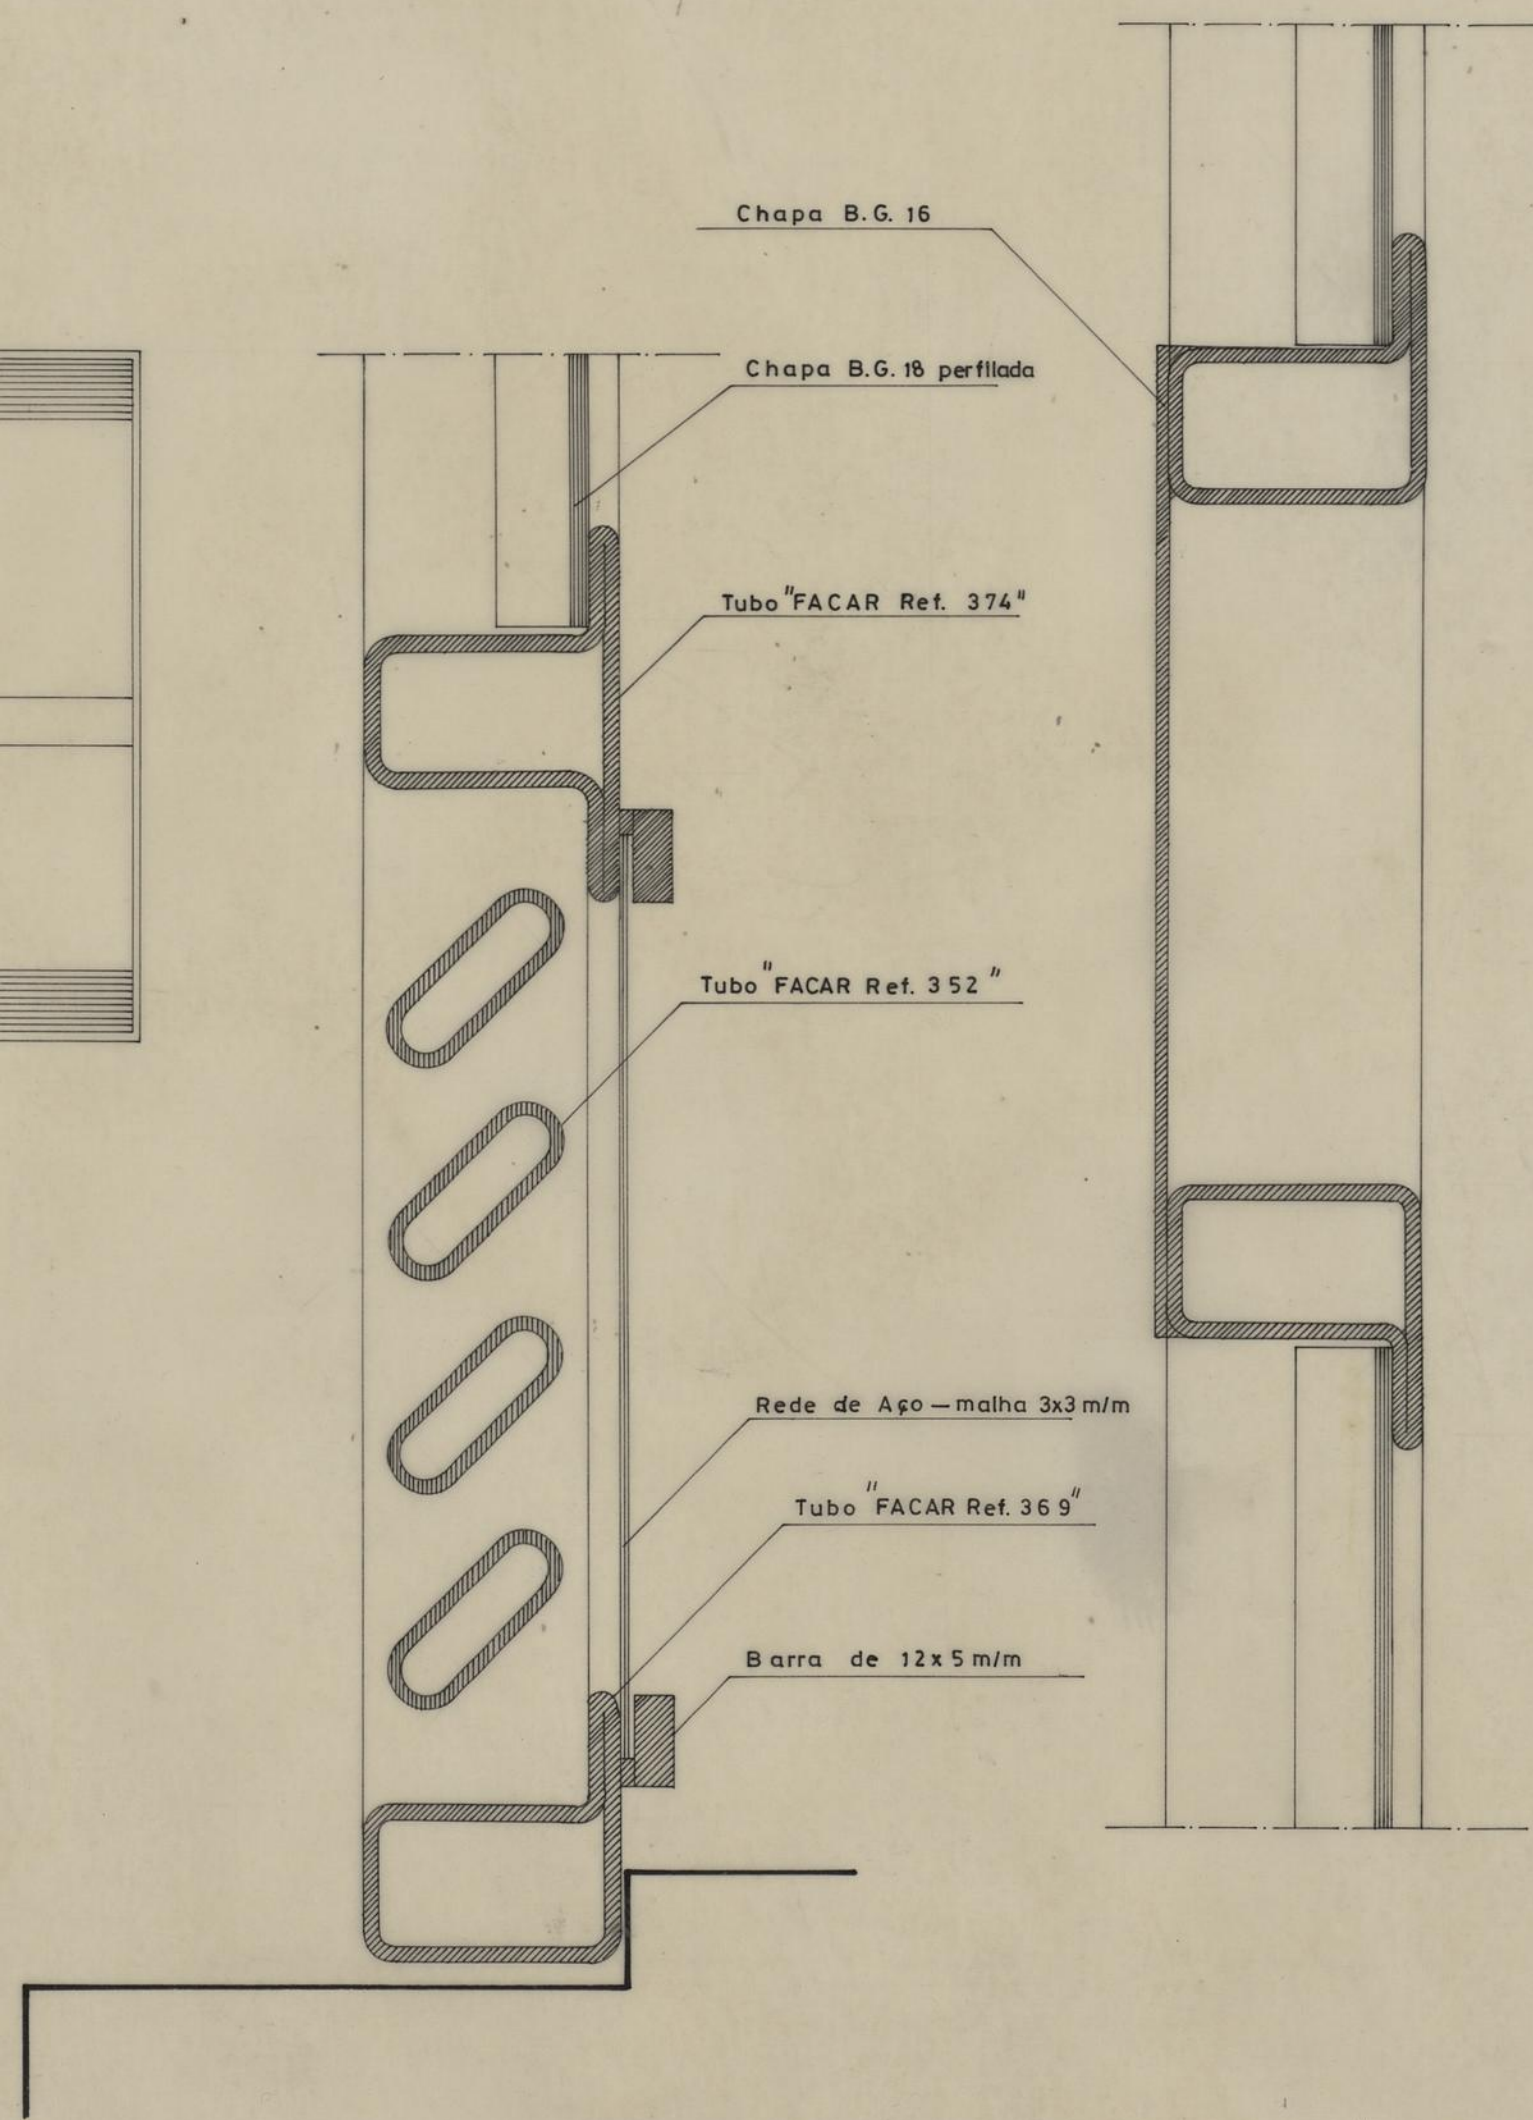 Chapa B.G. 16
Chapa B.G. 18 perfilada
Tubo "FACAR Ref. 374"
Tubo "FACAR Ref. 352"
Rede de Aço — malha 3x3 m/m
Tubo "FACAR Ref. 369"
Barra de 12x5 m/m